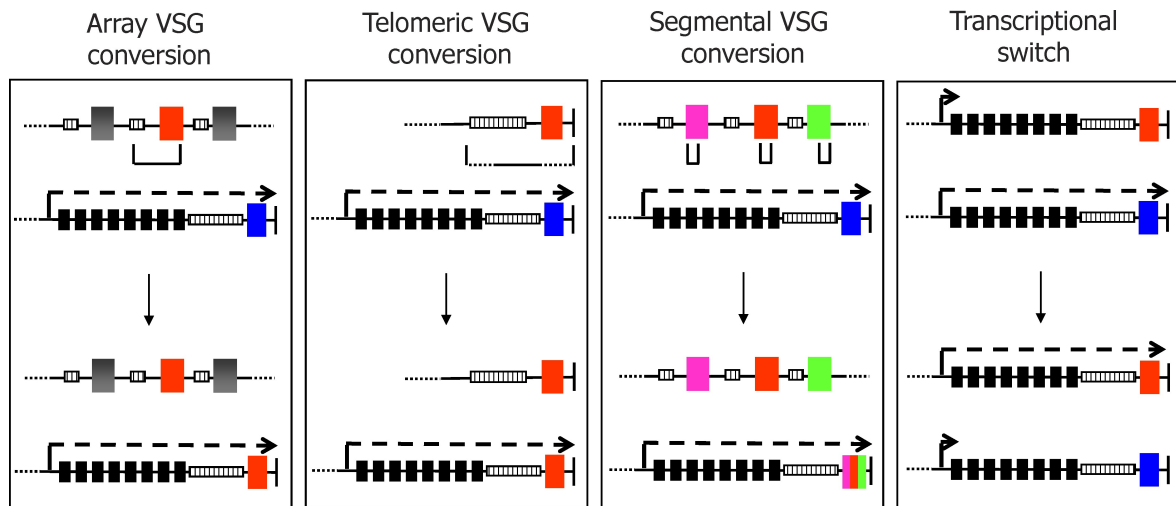 Array VSG
conversion
Telomeric VSG
conversion
Segmental VSG
conversion
Transcriptional
switch